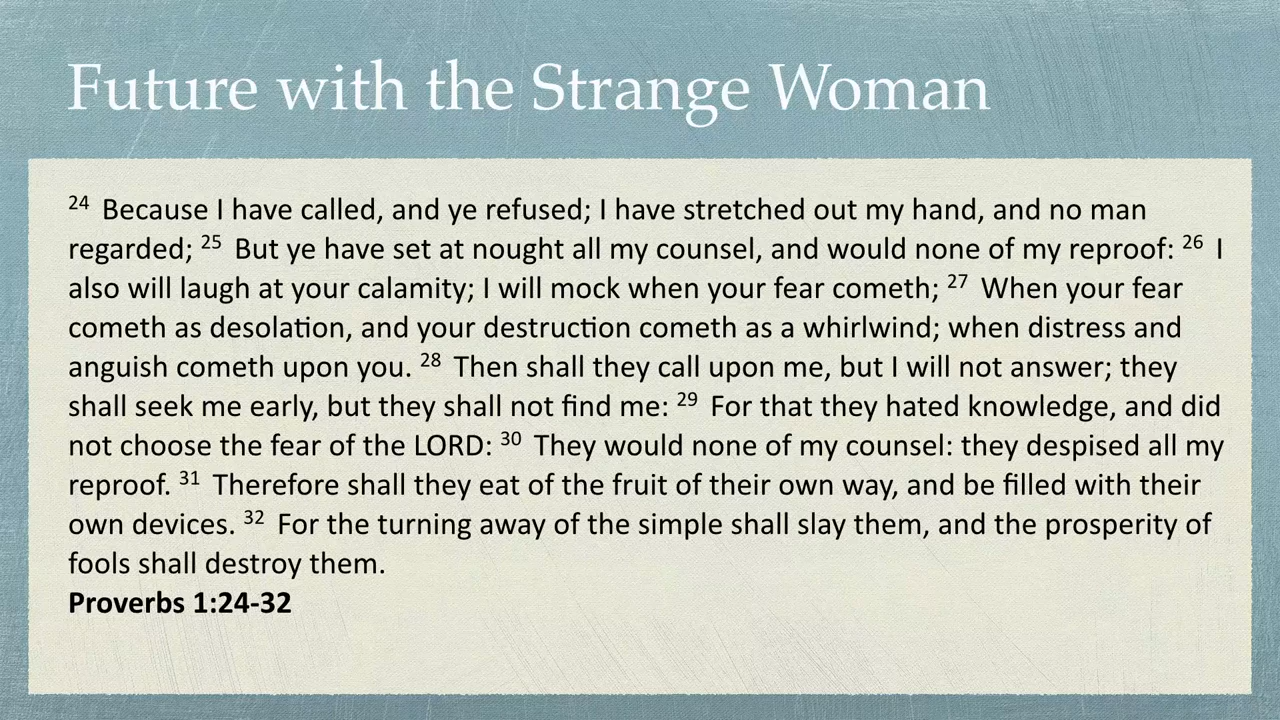 Future with the Strange Woman
24 Because I have called, and ye refused; I have stretched out my hand, and no man
regarded; 25 But ye have set at nought all my counsel, and would none of my reproof: 26 I
also will laugh at your calamity; I will mock when your fear cometh; 27 When your fear
cometh as desolation, and your destruction cometh as a whirlwind; when distress and
anguish cometh upon you. 28 Then shall they call upon me, but I will not answer; they
shall seek me early, but they shall not find me: 29 For that they hated knowledge, and did
not choose the fear of the LORD: 30 They would none of my counsel: they despised all my
reproof. 31 Therefore shall they eat of the fruit of their own way, and be filled with their
own devices. 32 For the turning away of the simple shall slay them, and the prosperity of
fools shall destroy them.
Proverbs 1:24-32